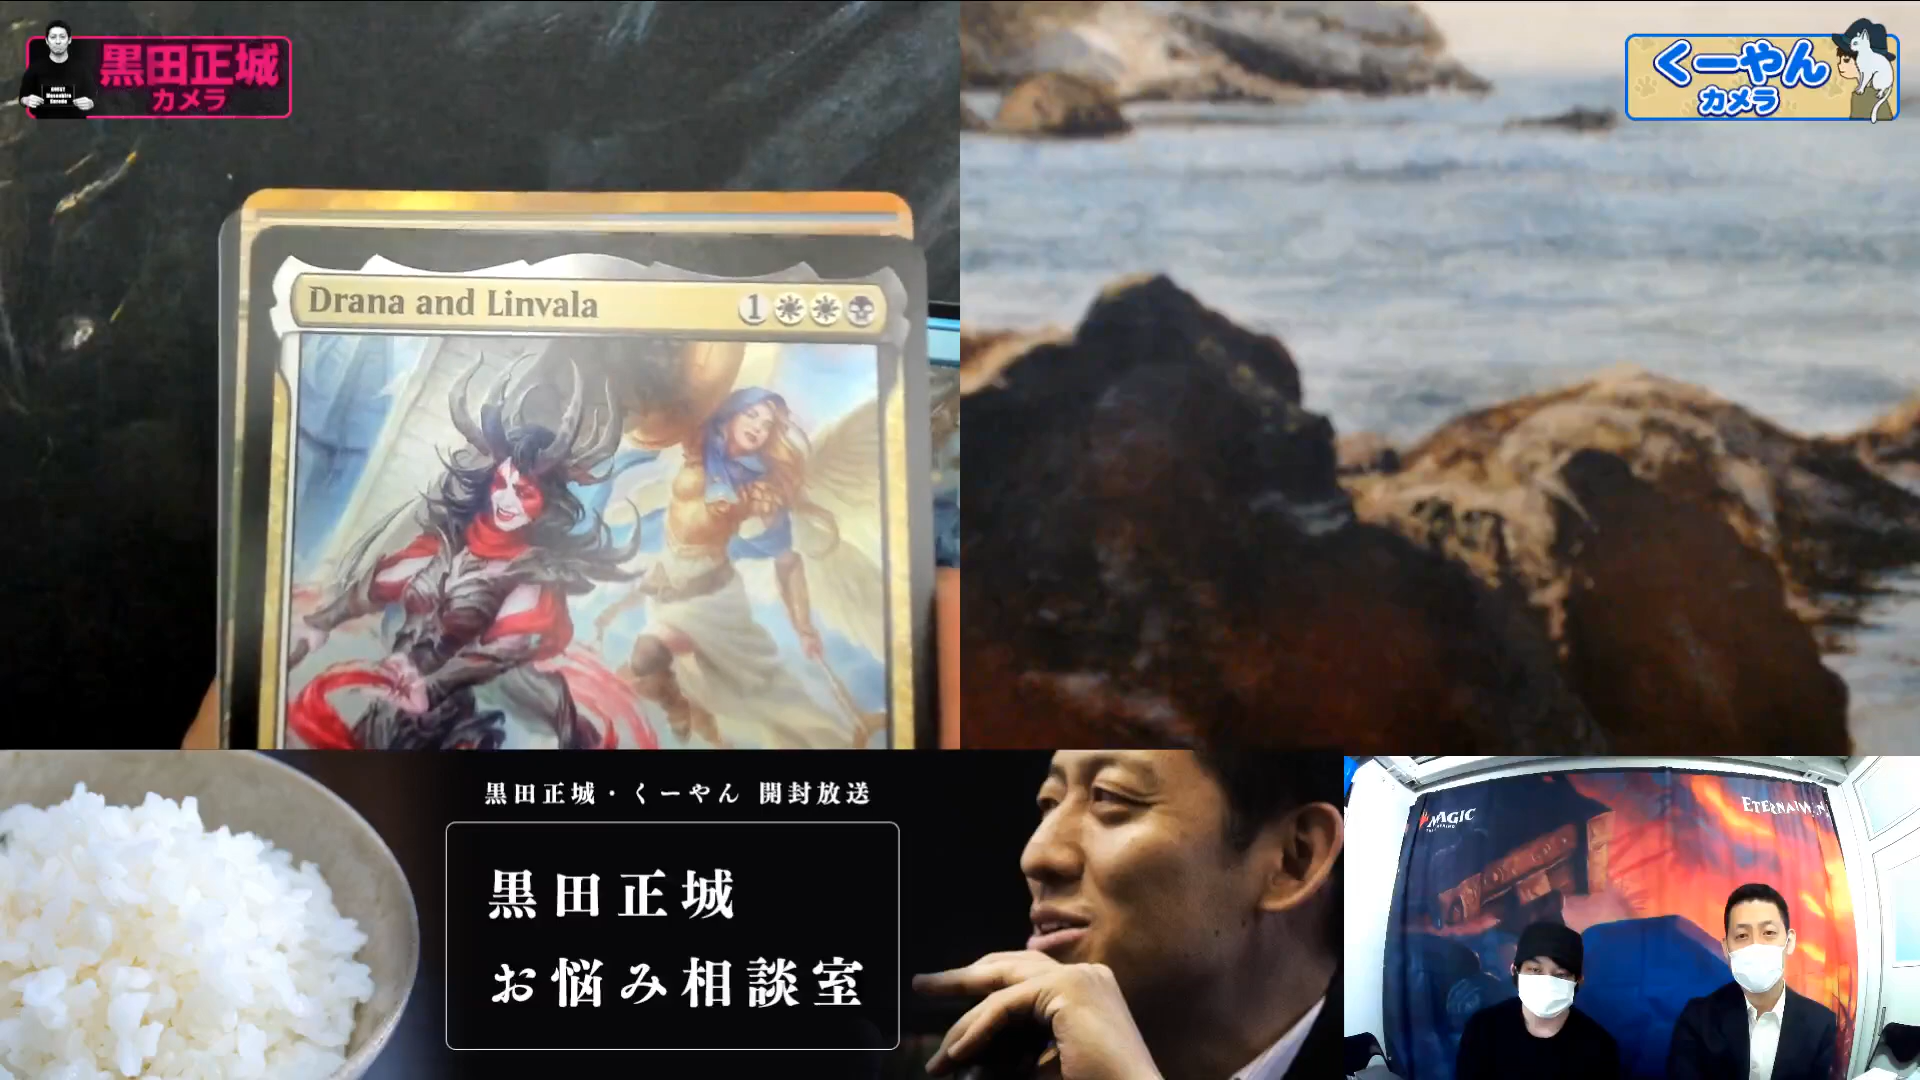 黒田正城
カメラ
くーやん
カメラ
Drana and Linvala
1
黒田正城・くーやん 開封放送
黒田正城
お悩み相談室
MAGIC